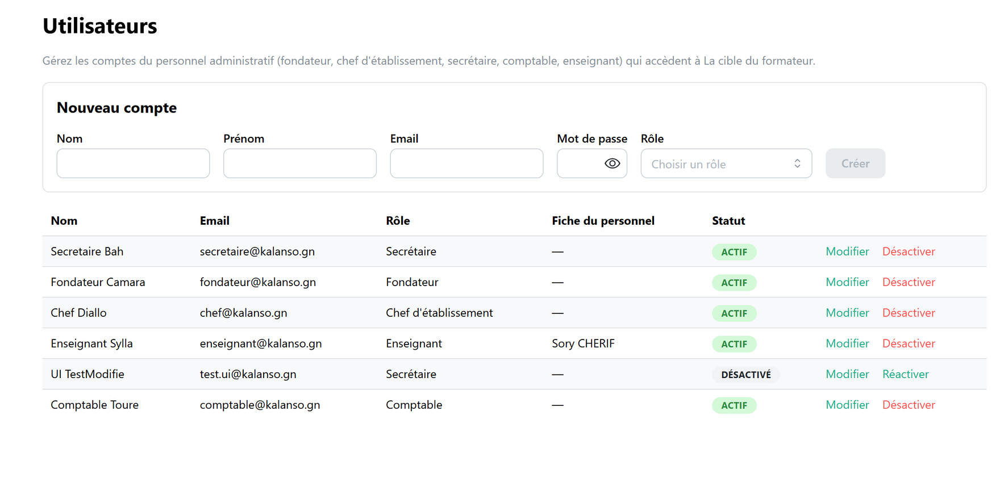 Utilisateurs
Gérez les comptes du personnel administratif (fondateur, chef d'établissement, secrétaire, comptable, enseignant) qui accèdent à La cible du formateur.
Nouveau compte
Nom Prénom Email Mot de passe Rôle
Choisir un rôle Créer
Nom Email Rôle Fiche du personnel Statut
Secretaire Bah secretaire@kalanso.gn Secrétaire — ACTIF Modifier Désactiver
Fondateur Camara fondateur@kalanso.gn Fondateur — ACTIF Modifier Désactiver
Chef Diallo chef@kalanso.gn Chef d'établissement — ACTIF Modifier Désactiver
Enseignant Sylla enseignant@kalanso.gn Enseignant Sory CHERIF ACTIF Modifier Désactiver
UI TestModifie test.ui@kalanso.gn Secrétaire — DÉSACTIVÉ Modifier Réactiver
Comptable Toure comptable@kalanso.gn Comptable — ACTIF Modifier Désactiver